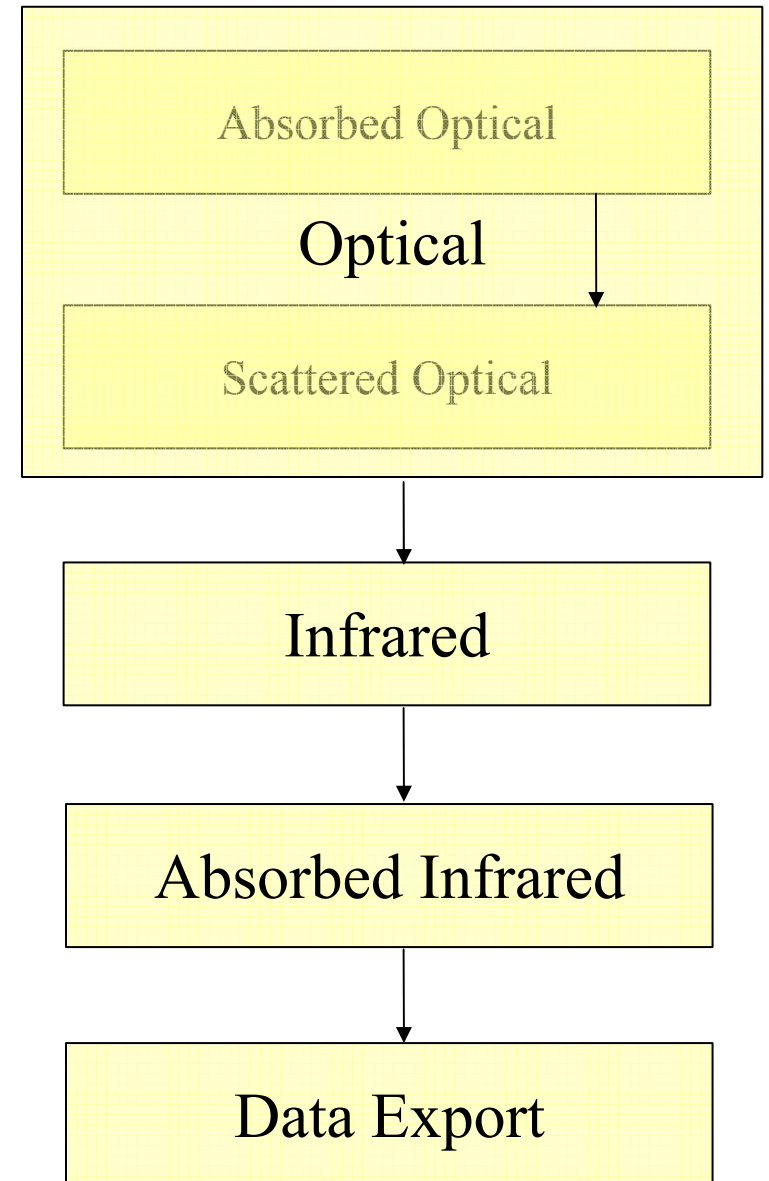 Absorbed Optical
Optical
Scattered Optical
Infrared
Absorbed Infrared
Data Export